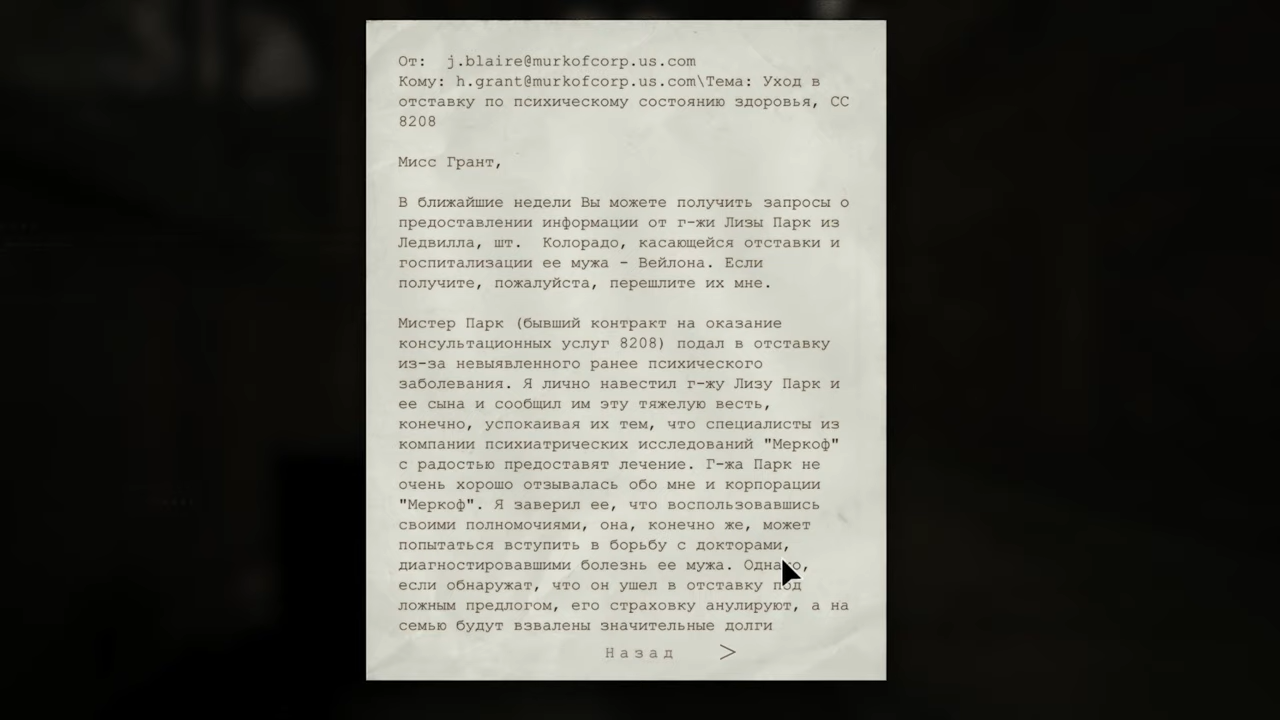 От:  j.blaire@murkofcorp.us.com
Кому: h.grant@murkofcorp.us.com\Тема: Уход в
отставку по психическому состоянию здоровья, СС
8208
Мисс Грант,
В ближайшие недели Вы можете получить запросы о
предоставлении информации от г-жи Лизы Парк из
Ледвилла, шт.  Колорадо, касающейся отставки и
госпитализации ее мужа - Вейлона. Если
получите, пожалуйста, перешлите их мне.
Мистер Парк (бывший контракт на оказание
консультационных услуг 8208) подал в отставку
из-за невыявленного ранее психического
заболевания. Я лично навестил г-жу Лизу Парк и
ее сына и сообщил им эту тяжелую весть,
конечно, успокаивая их тем, что специалисты из
компании психиатрических исследований "Меркоф"
с радостью предоставят лечение. Г-жа Парк не
очень хорошо отзывалась обо мне и корпорации
"Меркоф". Я заверил ее, что воспользовавшись
своими полномочиями, она, конечно же, может
попытаться вступить в борьбу с докторами,
диагностировавшими болезнь ее мужа. Однако,
если обнаружат, что он ушел в отставку под
ложным предлогом, его страховку анулируют, а на
семью будут взвалены значительные долги
Назад >